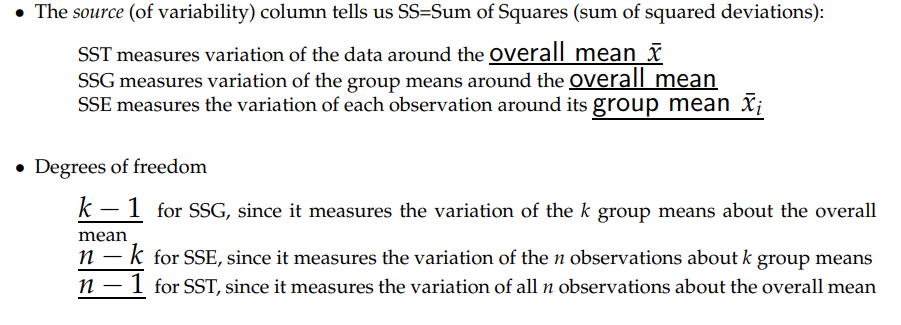 • The source (of variability) column tells us SS=Sum of Squares (sum of squared deviations):
SST measures variation of the data around the overall mean x̄
SSG measures variation of the group means around the overall mean
SSE measures the variation of each observation around its group mean x̄ᵢ
• Degrees of freedom
k − 1 for SSG, since it measures the variation of the k group means about the overall
mean
n − k for SSE, since it measures the variation of the n observations about k group means
n − 1 for SST, since it measures the variation of all n observations about the overall mean